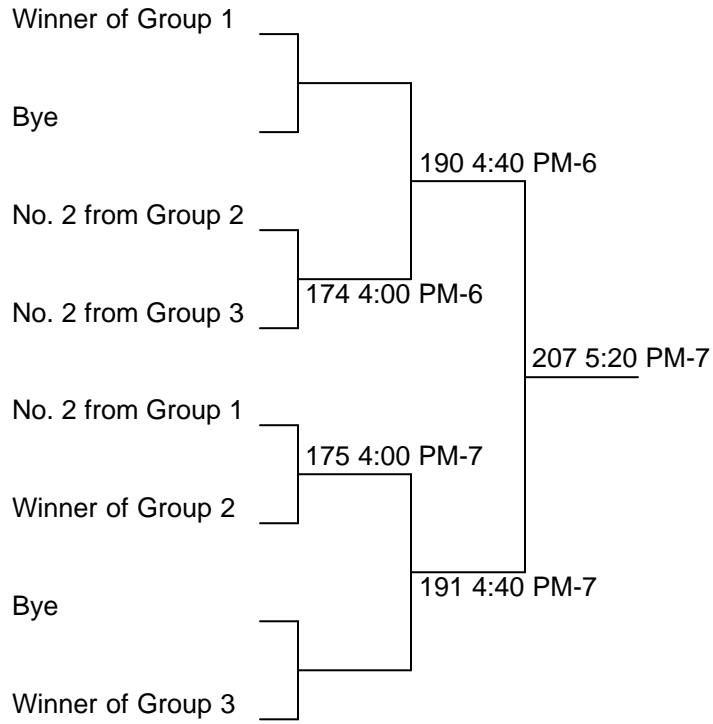 Winner of Group 1
Bye
190 4:40 PM-6
No. 2 from Group 2
174 4:00 PM-6
No. 2 from Group 3
207 5:20 PM-7
No. 2 from Group 1
175 4:00 PM-7
Winner of Group 2
191 4:40 PM-7
Bye
Winner of Group 3